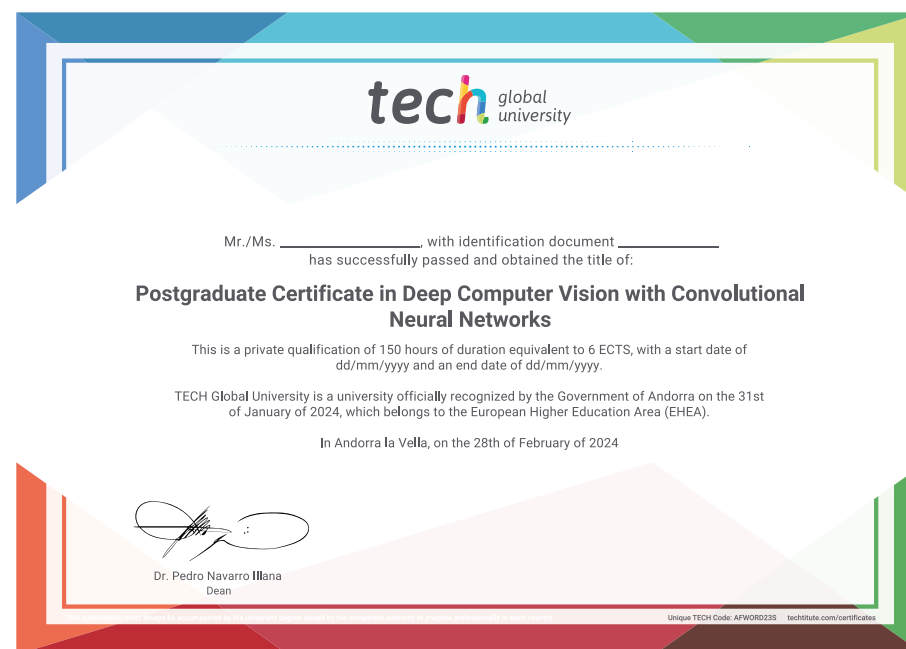 tech global university
Mr./Ms. ____________________, with identification document ______________
has successfully passed and obtained the title of:
Postgraduate Certificate in Deep Computer Vision with Convolutional
Neural Networks
This is a private qualification of 150 hours of duration equivalent to 6 ECTS, with a start date of
dd/mm/yyyy and an end date of dd/mm/yyyy.
TECH Global University is a university officially recognized by the Government of Andorra on the 31st
of January of 2024, which belongs to the European Higher Education Area (EHEA).
In Andorra la Vella, on the 28th of February of 2024
Dr. Pedro Navarro Illana
Dean
Unique TECH Code: AFWORD23S techtitute.com/certificates